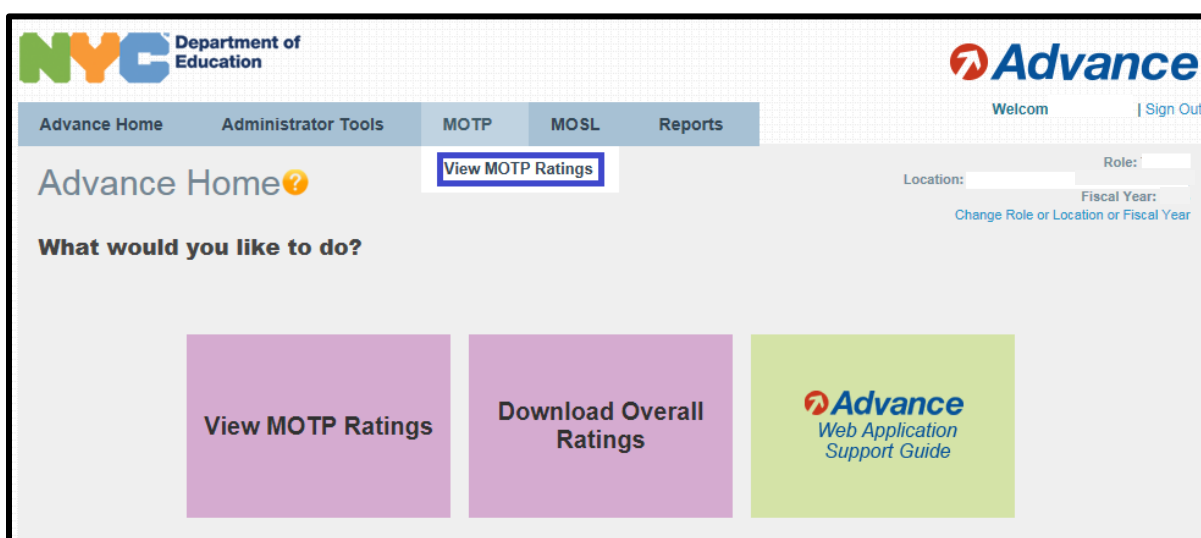 NYC Department of
Education
Advance
Welcom | Sign Out
Advance Home Administrator Tools MOTP MOSL Reports
View MOTP Ratings
Role:
Location:
Fiscal Year:
Change Role or Location or Fiscal Year
Advance Home?
What would you like to do?
View MOTP Ratings
Download Overall
Ratings
Advance
Web Application
Support Guide